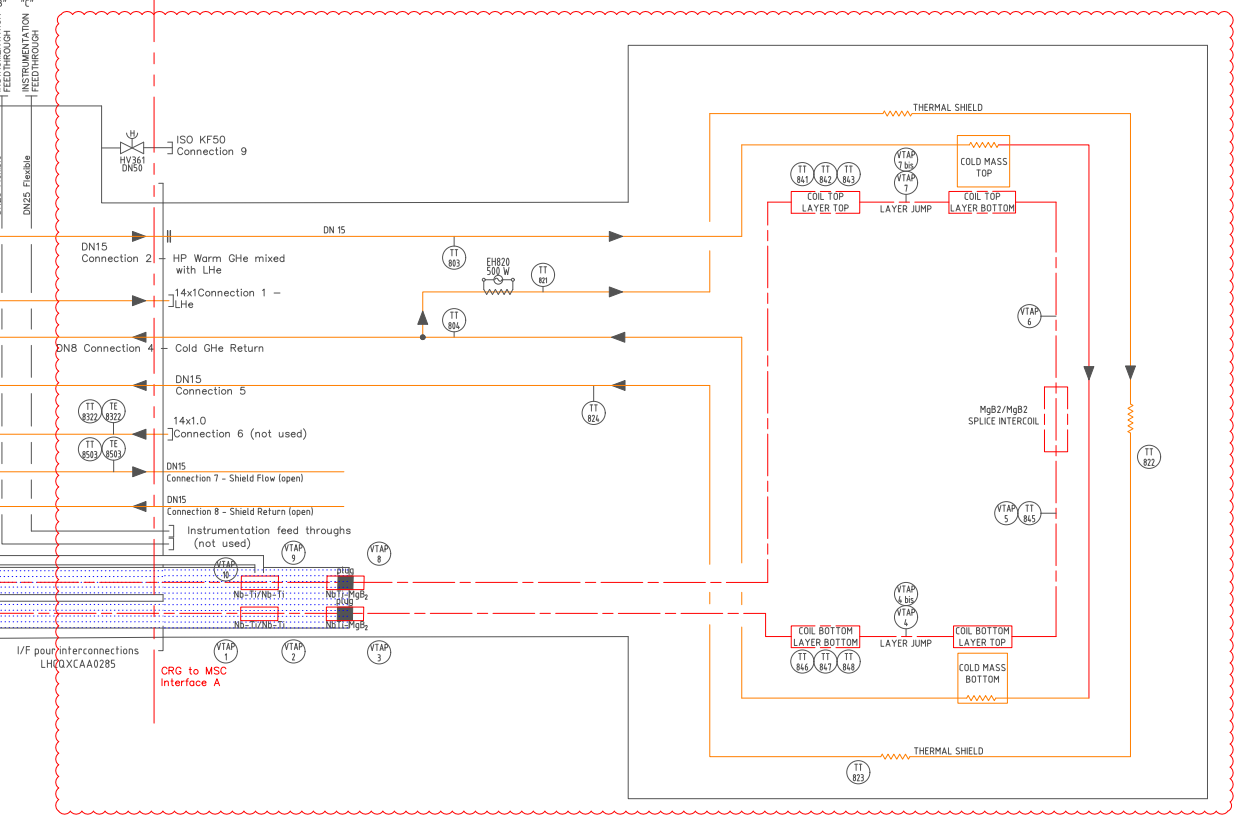 "C"
INSTRUMENTATION
FEEDTHROUGH
FEEDTHROUGH
DN25 Flexible
H
HV361
DN50
ISO KF50
Connection 9
THERMAL SHIELD
COLD MASS
TOP
TT
841
TT
842
TT
843
VTAP
7 bis
VTAP
7
COIL TOP
LAYER TOP
LAYER JUMP
COIL TOP
LAYER BOTTOM
DN 15
DN15
Connection 2 - HP Warm GHe mixed
with LHe
TT
803
EH820
500 W
TT
821
14x1Connection 1 -
LHe
TT
804
VTAP
6
DN8 Connection 4 - Cold GHe Return
DN15
Connection 5
TT
824
TT
8322
TE
8322
14x1.0
Connection 6 (not used)
MgB2/MgB2
SPLICE INTERCOIL
TT
8503
TE
8503
TT
822
DN15
Connection 7 - Shield Flow (open)
DN15
Connection 8 - Shield Return (open)
VTAP
5
TT
845
Instrumentation feed throughs
(not used)
VTAP
9
VTAP
8
VTAP
10
plug
Nb-Ti/Nb-Ti
NbTi-MgB2
plug
Nb-Ti/Nb-Ti
NbTi-MgB2
VTAP
4 bis
VTAP
4
COIL BOTTOM
LAYER BOTTOM
LAYER JUMP
COIL BOTTOM
LAYER TOP
VTAP
1
VTAP
2
VTAP
3
TT
846
TT
847
TT
848
I/F pour interconnections
LHCQXCAA0285
CRG to MSC
Interface A
COLD MASS
BOTTOM
THERMAL SHIELD
TT
823